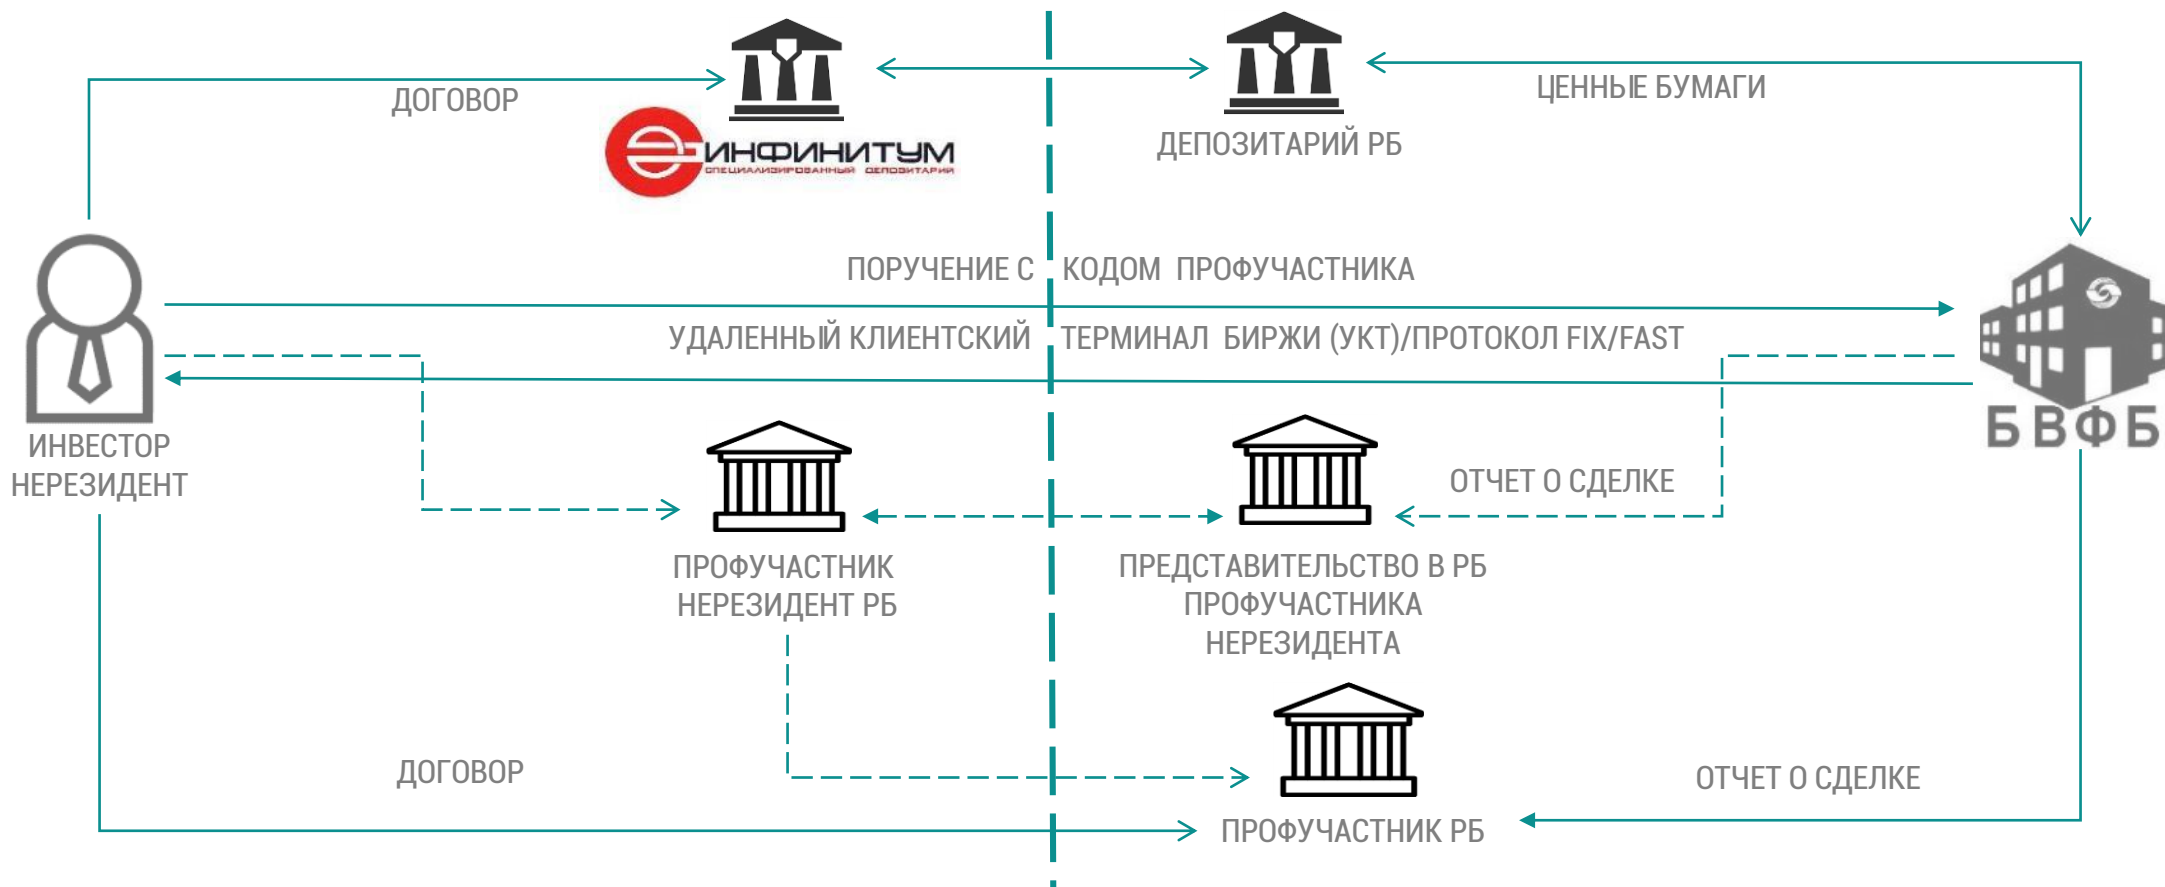 ДОГОВОР
ИНФИНИТУМ
СПЕЦИАЛИЗИРОВАННЫЙ ДЕПОЗИТАРИЙ
ДЕПОЗИТАРИЙ РБ
ЦЕННЫЕ БУМАГИ
ПОРУЧЕНИЕ С КОДОМ ПРОФУЧАСТНИКА
УДАЛЕННЫЙ КЛИЕНТСКИЙ ТЕРМИНАЛ БИРЖИ (УКТ)/ПРОТОКОЛ FIX/FAST
ИНВЕСТОР
НЕРЕЗИДЕНТ
БВФБ
ОТЧЕТ О СДЕЛКЕ
ПРОФУЧАСТНИК
НЕРЕЗИДЕНТ РБ
ПРЕДСТАВИТЕЛЬСТВО В РБ
ПРОФУЧАСТНИКА
НЕРЕЗИДЕНТА
ДОГОВОР
ОТЧЕТ О СДЕЛКЕ
ПРОФУЧАСТНИК РБ